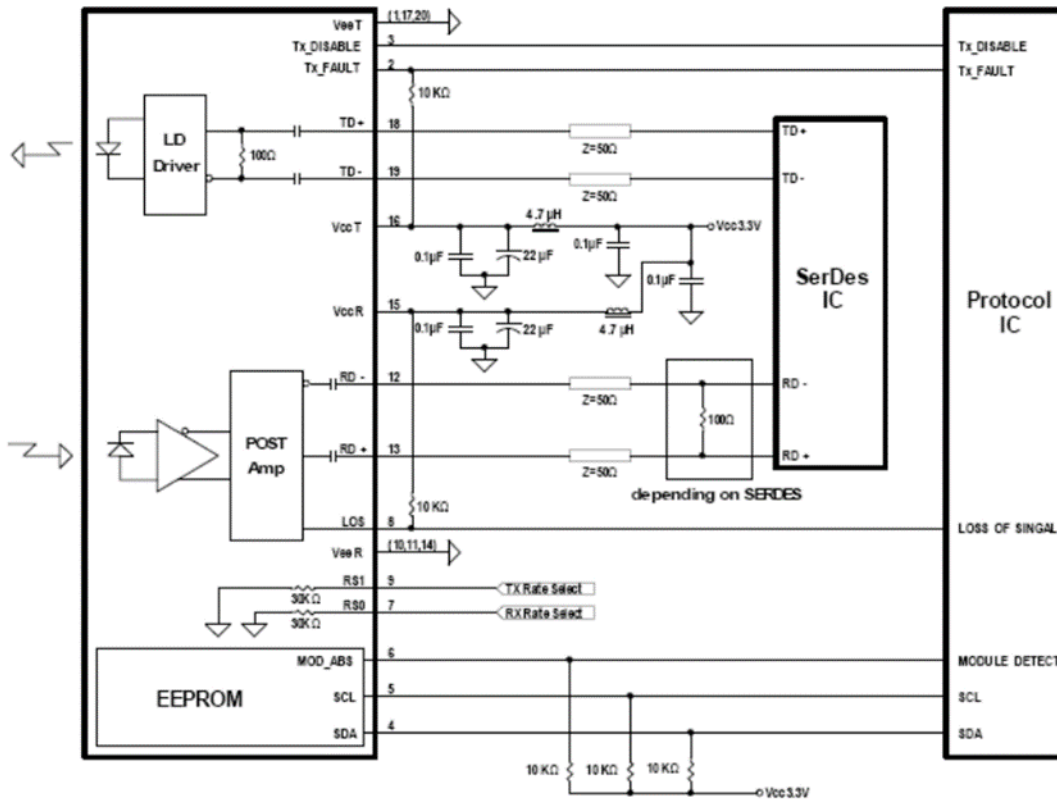 VeeT (1,17,20)
Tx_DISABLE 3 Tx_DISABLE
Tx_FAULT 2 Tx_FAULT
10 KΩ
LD
Driver
100Ω
TD+ 18 Z=50Ω TD+
TD- 19 Z=50Ω TD-
VccT 16 4.7 µH Vcc3.3V
0.1µF 22 µF 0.1µF 0.1µF
SerDes
IC
Protocol
IC
VccR 15
0.1µF 22 µF 4.7 µH
RD - 12 Z=50Ω RD -
POST
Amp
100Ω
RD+ 13 Z=50Ω RD +
depending on SERDES
10 KΩ
LOS 8 LOSS OF SINGAL
VeeR (10,11,14)
RS1 9 TX Rate Select
30KΩ
RS0 7 RX Rate Select
30KΩ
MOD_ABS 6 MODULE DETECT
EEPROM
SCL 5 SCL
SDA 4 SDA
10 KΩ 10 KΩ 10 KΩ
Vcc3.3V